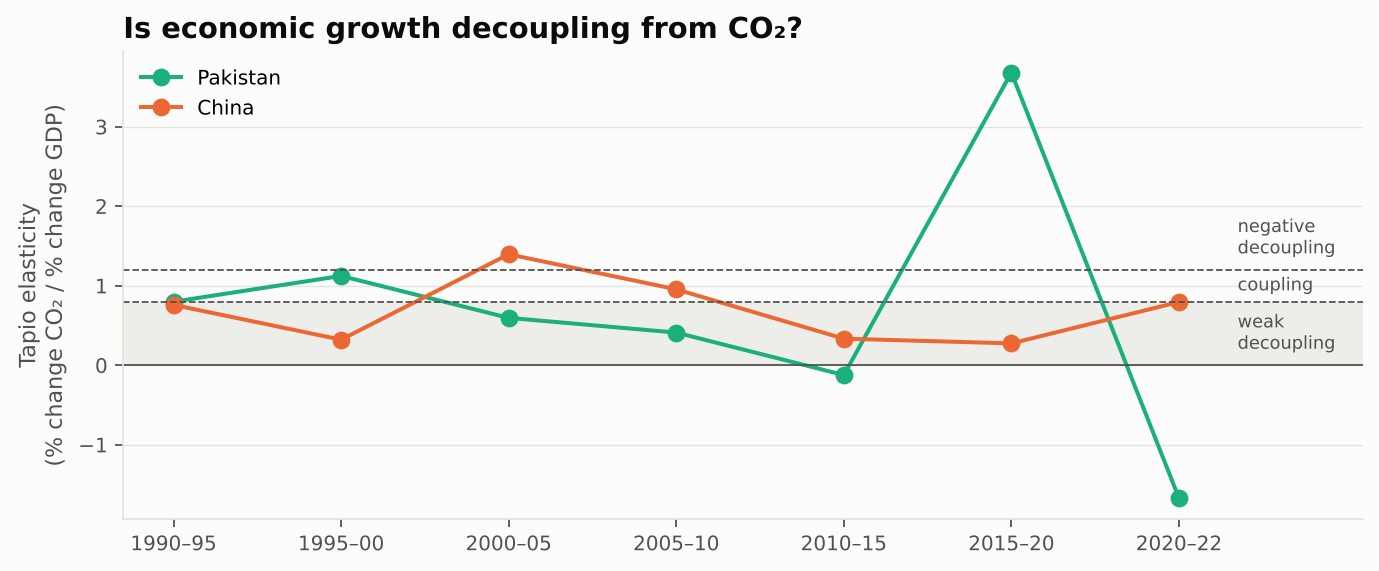 Is economic growth decoupling from CO₂?
Pakistan
China
Tapio elasticity
(% change CO₂ / % change GDP)
3
2
1
0
−1
negative
decoupling
coupling
weak
decoupling
1990–95
1995–00
2000–05
2005–10
2010–15
2015–20
2020–22